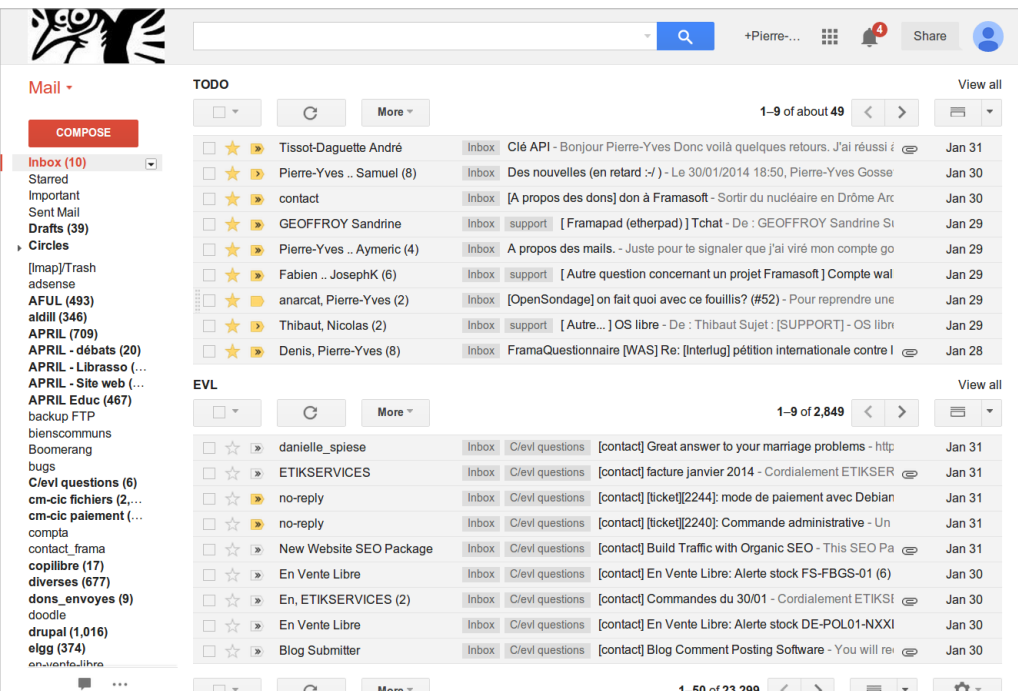 +Pierre-... 4 Share
Mail
COMPOSE
Inbox (10)
Starred
Important
Sent Mail
Drafts (39)
Circles
[Imap]/Trash
adsense
AFUL (493)
aldill (346)
APRIL (709)
APRIL - débats (20)
APRIL - Librasso (...
APRIL - Site web (...
APRIL Educ (467)
backup FTP
bienscommuns
Boomerang
bugs
C/evl questions (6)
cm-cic fichiers (2,...
cm-cic paiement (...
compta
contact_frama
copilibre (17)
diverses (677)
dons_envoyes (9)
doodle
drupal (1,016)
elgg (374)
en-vente-libre
TODO View all
More 1–9 of about 49
Tissot-Daguette André Inbox Clé API - Bonjour Pierre-Yves Donc voilà quelques retours. J'ai réussi Jan 31
Pierre-Yves .. Samuel (8) Inbox Des nouvelles (en retard :-/ ) - Le 30/01/2014 18:50, Pierre-Yves Gosse Jan 30
contact Inbox [A propos des dons] don à Framasoft - Sortir du nucléaire en Drôme Arc Jan 30
GEOFFROY Sandrine Inbox support [ Framapad (etherpad) ] Tchat - De : GEOFFROY Sandrine Jan 29
Pierre-Yves .. Aymeric (4) Inbox A propos des mails. - Juste pour te signaler que j'ai viré mon compte go Jan 29
Fabien .. JosephK (6) Inbox support [ Autre question concernant un projet Framasoft ] Compte wal Jan 29
anarcat, Pierre-Yves (2) Inbox [OpenSondage] on fait quoi avec ce fouillis? (#52) - Pour reprendre une Jan 29
Thibaut, Nicolas (2) Inbox support [ Autre... ] OS libre - De : Thibaut Sujet : [SUPPORT] - OS libre Jan 29
Denis, Pierre-Yves (8) Inbox FramaQuestionnaire [WAS] Re: [Interlug] pétition internationale contre l Jan 28
EVL View all
More 1–9 of 2,849
danielle_spiese Inbox C/evl questions [contact] Great answer to your marriage problems - http Jan 31
ETIKSERVICES Inbox C/evl questions [contact] facture janvier 2014 - Cordialement ETIKSER Jan 31
no-reply Inbox C/evl questions [contact] [ticket][2244]: mode de paiement avec Debian Jan 31
no-reply Inbox C/evl questions [contact] [ticket][2240]: Commande administrative - Un Jan 31
New Website SEO Package Inbox C/evl questions [contact] Build Traffic with Organic SEO - This SEO Pa Jan 31
En Vente Libre Inbox C/evl questions [contact] En Vente Libre: Alerte stock FS-FBGS-01 (6) Jan 30
En, ETIKSERVICES (2) Inbox C/evl questions [contact] Commandes du 30/01 - Cordialement ETIKSE Jan 30
En Vente Libre Inbox C/evl questions [contact] En Vente Libre: Alerte stock DE-POL01-NXXL Jan 30
Blog Submitter Inbox C/evl questions [contact] Blog Comment Posting Software - You will rec Jan 30
More 1–50 of 23,299